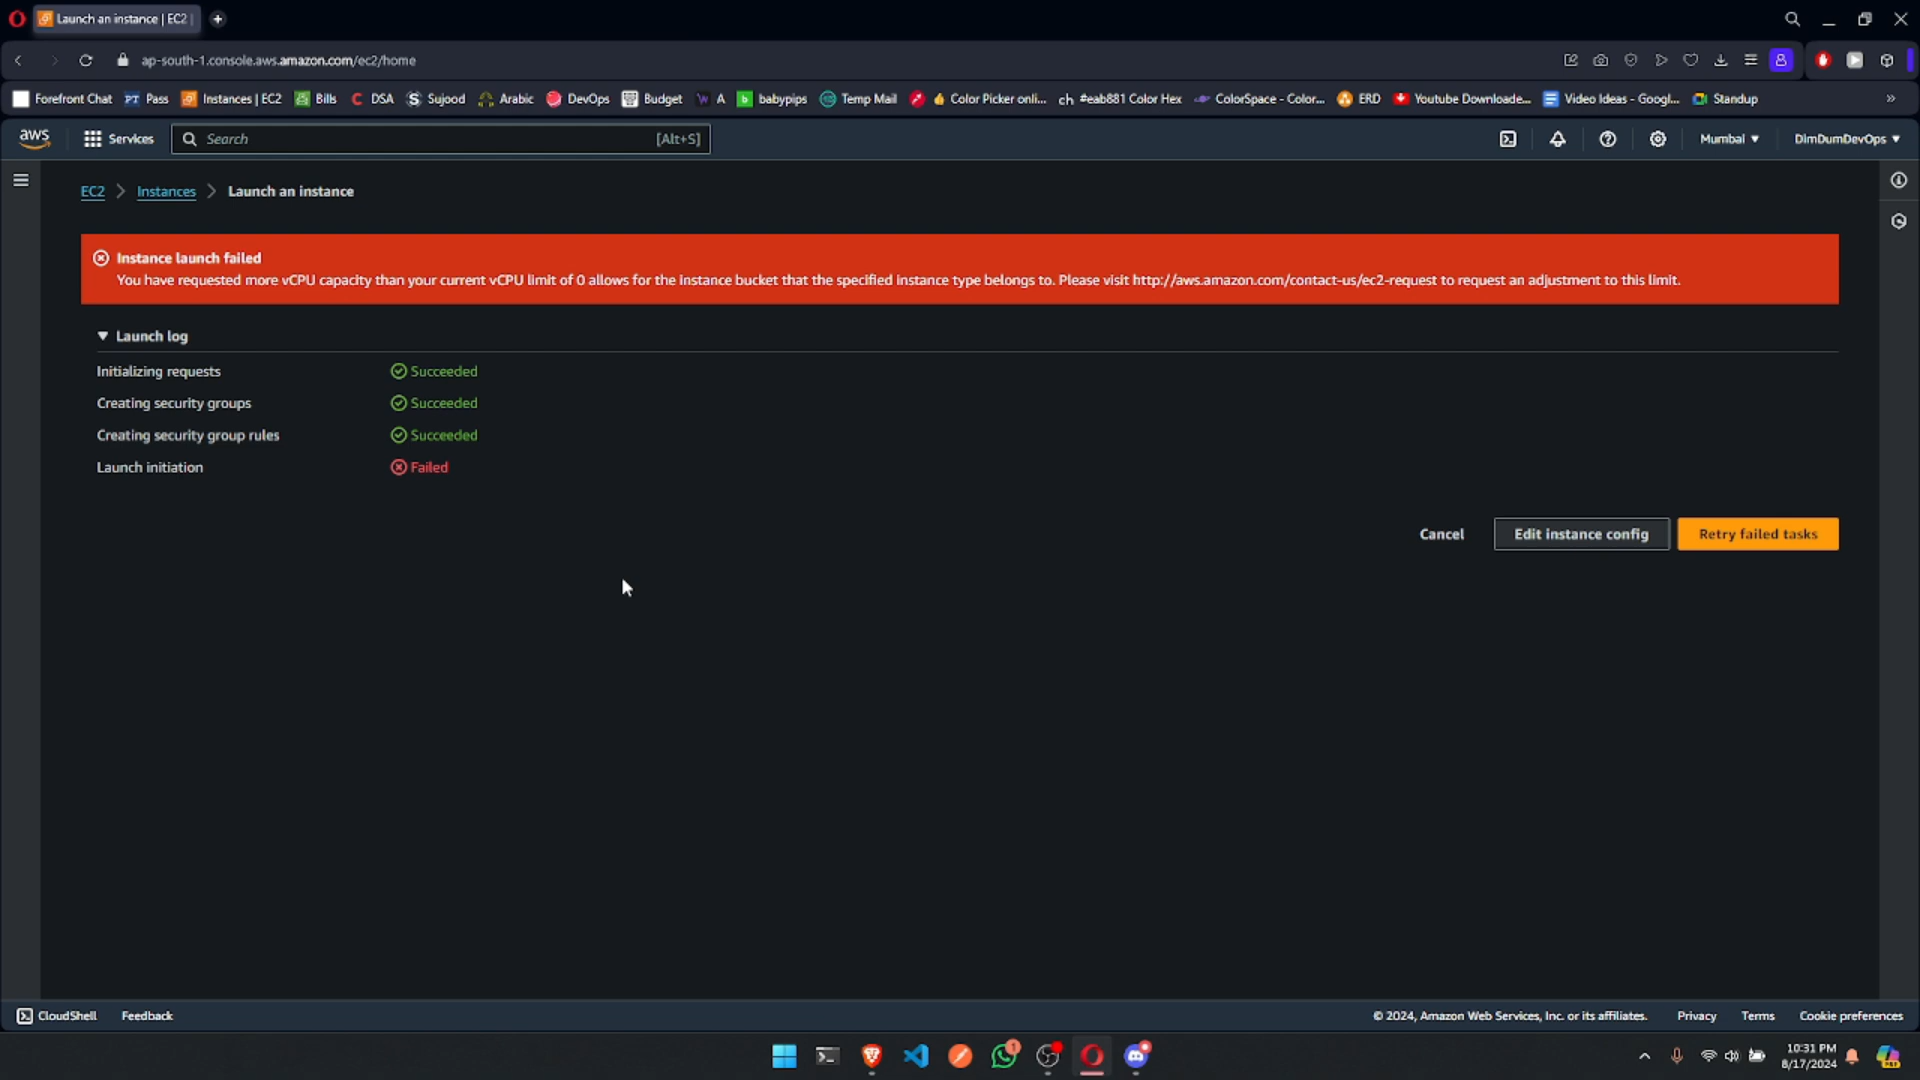 Launch an instance | EC2 |
ap-south-1.console.aws.amazon.com/ec2/home
Forefront Chat PT Pass Instances | EC2 Bills C DSA S Sujood Arabic DevOps Budget W A b babypips Temp Mail Color Picker onli... ch #eab881 Color Hex ColorSpace - Color... ERD Youtube Downloade... Video Ideas - Googl... Standup »
aws Services Search [Alt+S] Mumbai DimDumDevOps
EC2 > Instances > Launch an instance
Instance launch failed
You have requested more vCPU capacity than your current vCPU limit of 0 allows for the instance bucket that the specified instance type belongs to. Please visit http://aws.amazon.com/contact-us/ec2-request to request an adjustment to this limit.
Launch log
Initializing requests Succeeded
Creating security groups Succeeded
Creating security group rules Succeeded
Launch initiation Failed
Cancel Edit instance config Retry failed tasks
CloudShell Feedback © 2024, Amazon Web Services, Inc. or its affiliates. Privacy Terms Cookie preferences
1
10:31 PM
8/17/2024